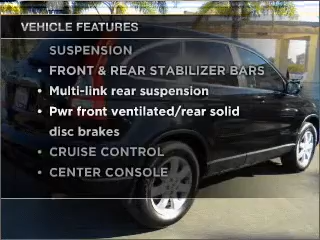 VEHICLE FEATURES
SUSPENSION
• FRONT & REAR STABILIZER BARS
• Multi-link rear suspension
• Pwr front ventilated/rear solid
disc brakes
• CRUISE CONTROL
• CENTER CONSOLE